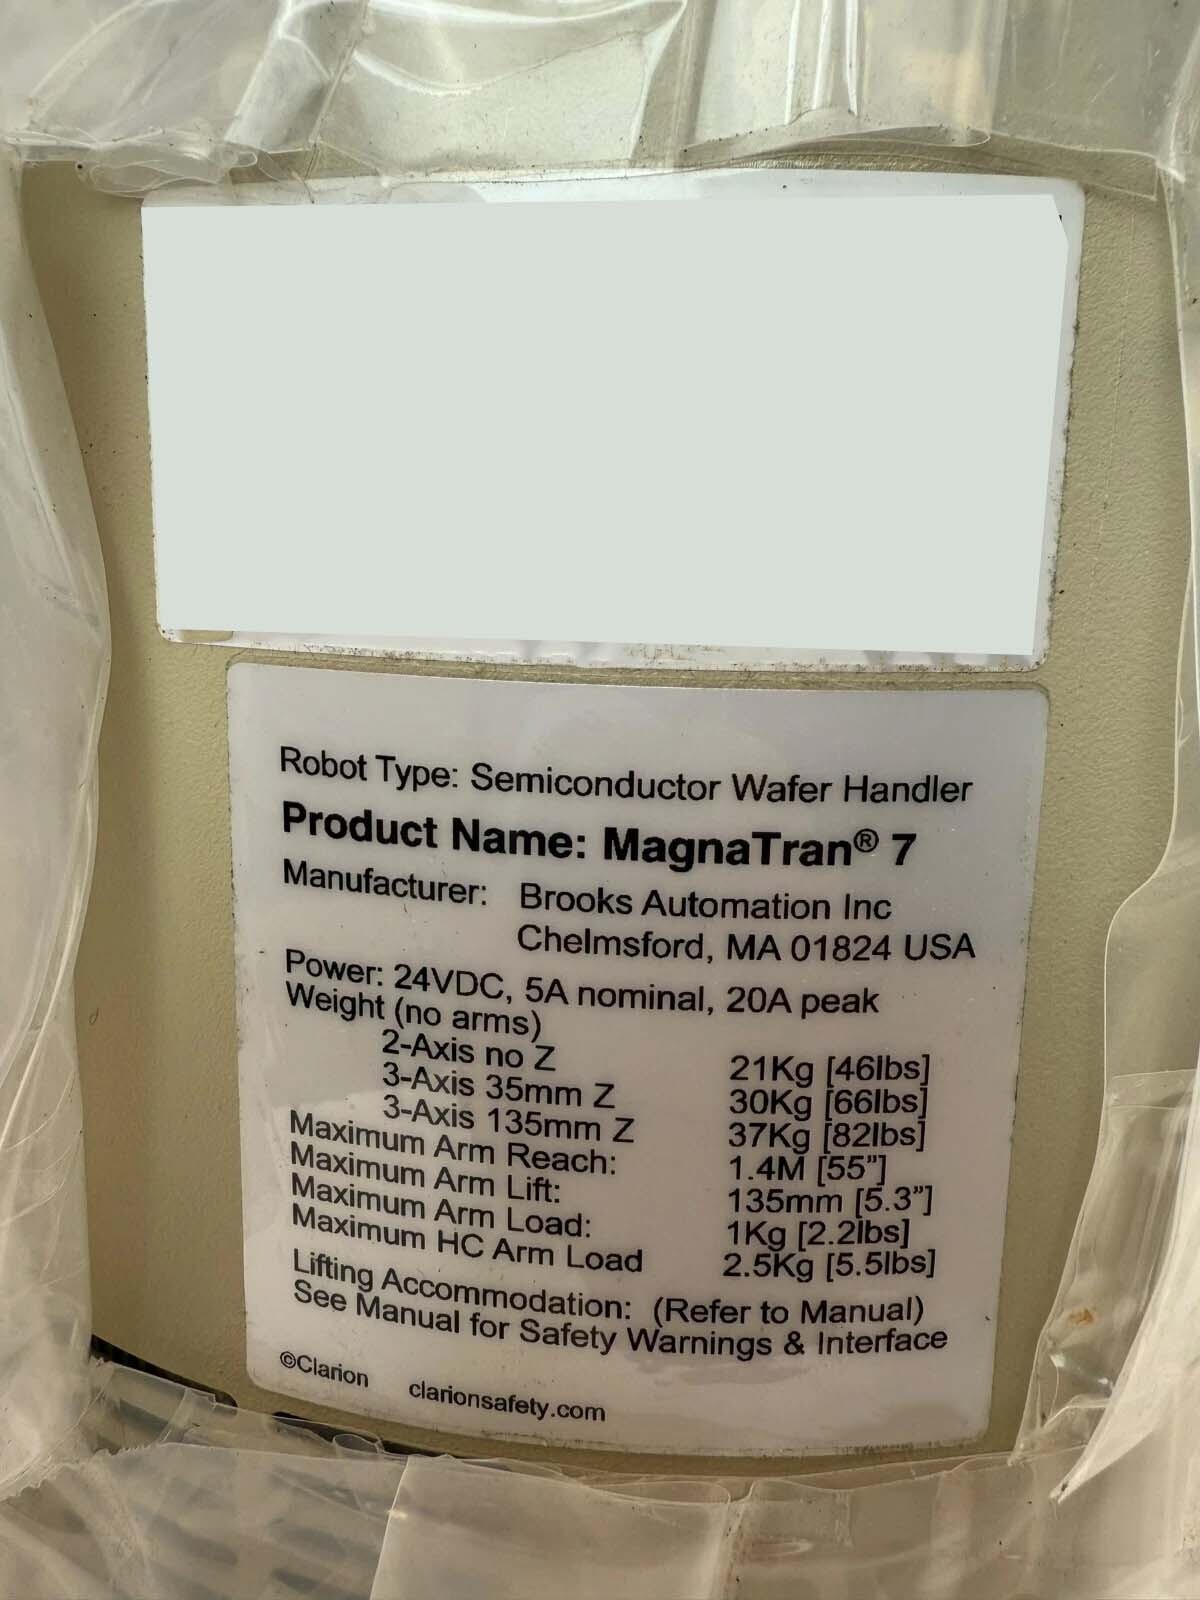 Robot Type: Semiconductor Wafer Handler
Product Name: MagnaTran® 7
Manufacturer: Brooks Automation Inc
Chelmsford, MA 01824 USA
Power: 24VDC, 5A nominal, 20A peak
Weight (no arms)
2-Axis no Z 21Kg [46lbs]
3-Axis 35mm Z 30Kg [66lbs]
3-Axis 135mm Z 37Kg [82lbs]
Maximum Arm Reach: 1.4M [55”]
Maximum Arm Lift: 135mm [5.3”]
Maximum Arm Load: 1Kg [2.2lbs]
Maximum HC Arm Load 2.5Kg [5.5lbs]
Lifting Accommodation: (Refer to Manual)
See Manual for Safety Warnings & Interface
©Clarion clarionsafety.com